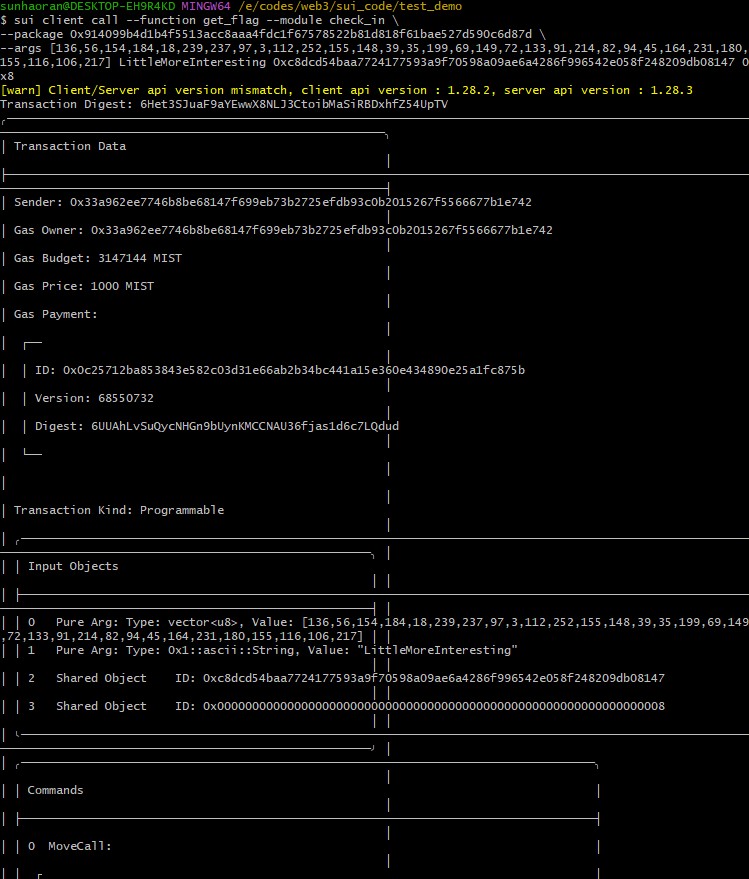 sunhaoran@DESKTOP-EH9R4KD MINGW64 /e/codes/web3/sui_code/test_demo
$ sui client call --function get_flag --module check_in \
--package 0x914099b4d1b4f5513acc8aaa4fdc1f67578522b81d818f61bae527d590c6d87d \
--args [136,56,154,184,18,239,237,97,3,112,252,155,148,39,35,199,69,149,72,133,91,214,82,94,45,164,231,180,
155,116,106,217] LittleMoreInteresting 0xc8dcd54baa7724177593a9f70598a09ae6a4286f996542e058f248209db08147 0
x8
[warn] Client/Server api version mismatch, client api version : 1.28.2, server api version : 1.28.3
Transaction Digest: 6Het3SJuaF9aYEwwX8NLJ3CtoibMaSiRBDxhfZ54UpTV
Transaction Data
Sender: 0x33a962ee7746b8be68147f699eb73b2725efdb93c0b2015267f5566677b1e742
Gas Owner: 0x33a962ee7746b8be68147f699eb73b2725efdb93c0b2015267f5566677b1e742
Gas Budget: 3147144 MIST
Gas Price: 1000 MIST
Gas Payment:
ID: 0x0c25712ba853843e582c03d31e66ab2b34bc441a15e360e434890e25a1fc875b
Version: 68550732
Digest: 6UUAhLvSuQycNHGn9bUynKMCCNAU36fjas1d6c7LQdud
Transaction Kind: Programmable
Input Objects
0 Pure Arg: Type: vector<u8>, Value: [136,56,154,184,18,239,237,97,3,112,252,155,148,39,35,199,69,149
,72,133,91,214,82,94,45,164,231,180,155,116,106,217]
1 Pure Arg: Type: 0x1::ascii::String, Value: "LittleMoreInteresting"
2 Shared Object ID: 0xc8dcd54baa7724177593a9f70598a09ae6a4286f996542e058f248209db08147
3 Shared Object ID: 0x0000000000000000000000000000000000000000000000000000000000000008
Commands
0 MoveCall: